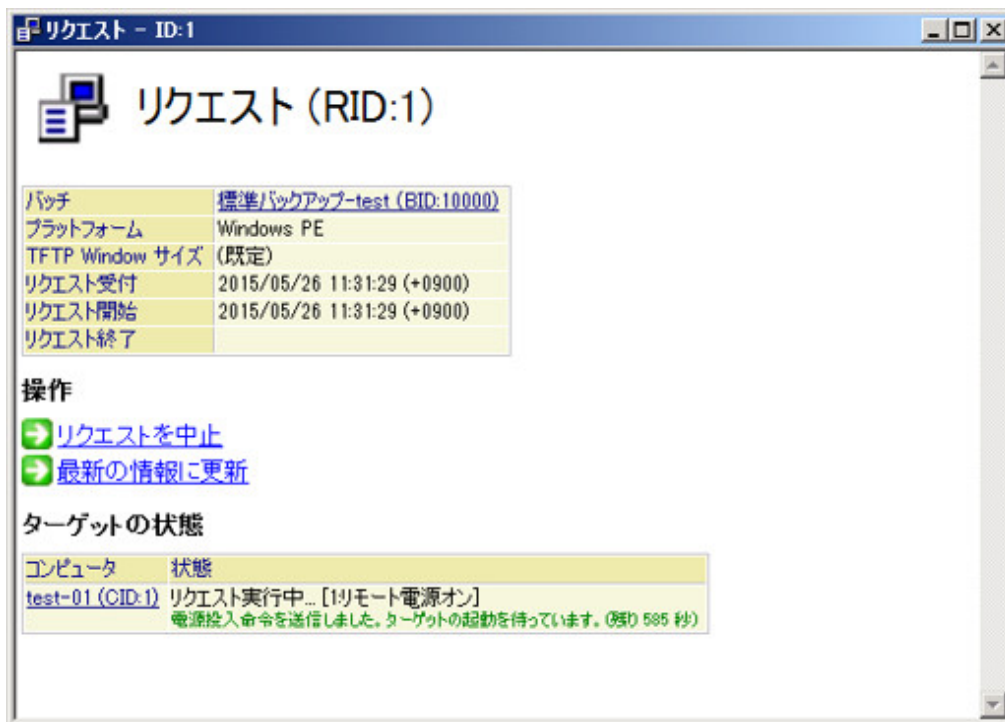 リクエスト - ID:1
リクエスト (RID:1)
バッチ 標準バックアップ-test (BID:10000)
プラットフォーム Windows PE
TFTP Window サイズ (既定)
リクエスト受付 2015/05/26 11:31:29 (+0900)
リクエスト開始 2015/05/26 11:31:29 (+0900)
リクエスト終了
操作
リクエストを中止
最新の情報に更新
ターゲットの状態
コンピュータ 状態
test-01 (CID:1) リクエスト実行中... [1:リモート電源オン]
電源投入命令を送信しました。ターゲットの起動を待っています。(残り 585 秒)